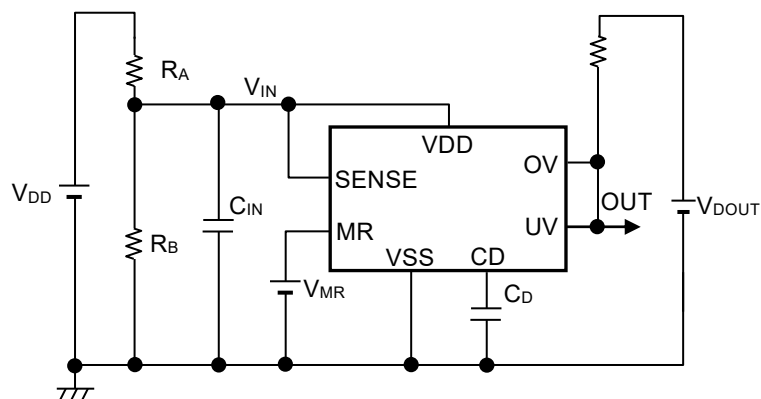 RA
VIN
VDD
OV
SENSE
VDD
OUT
VDOUT
CIN
RB
MR
UV
VSS
CD
VMR
CD